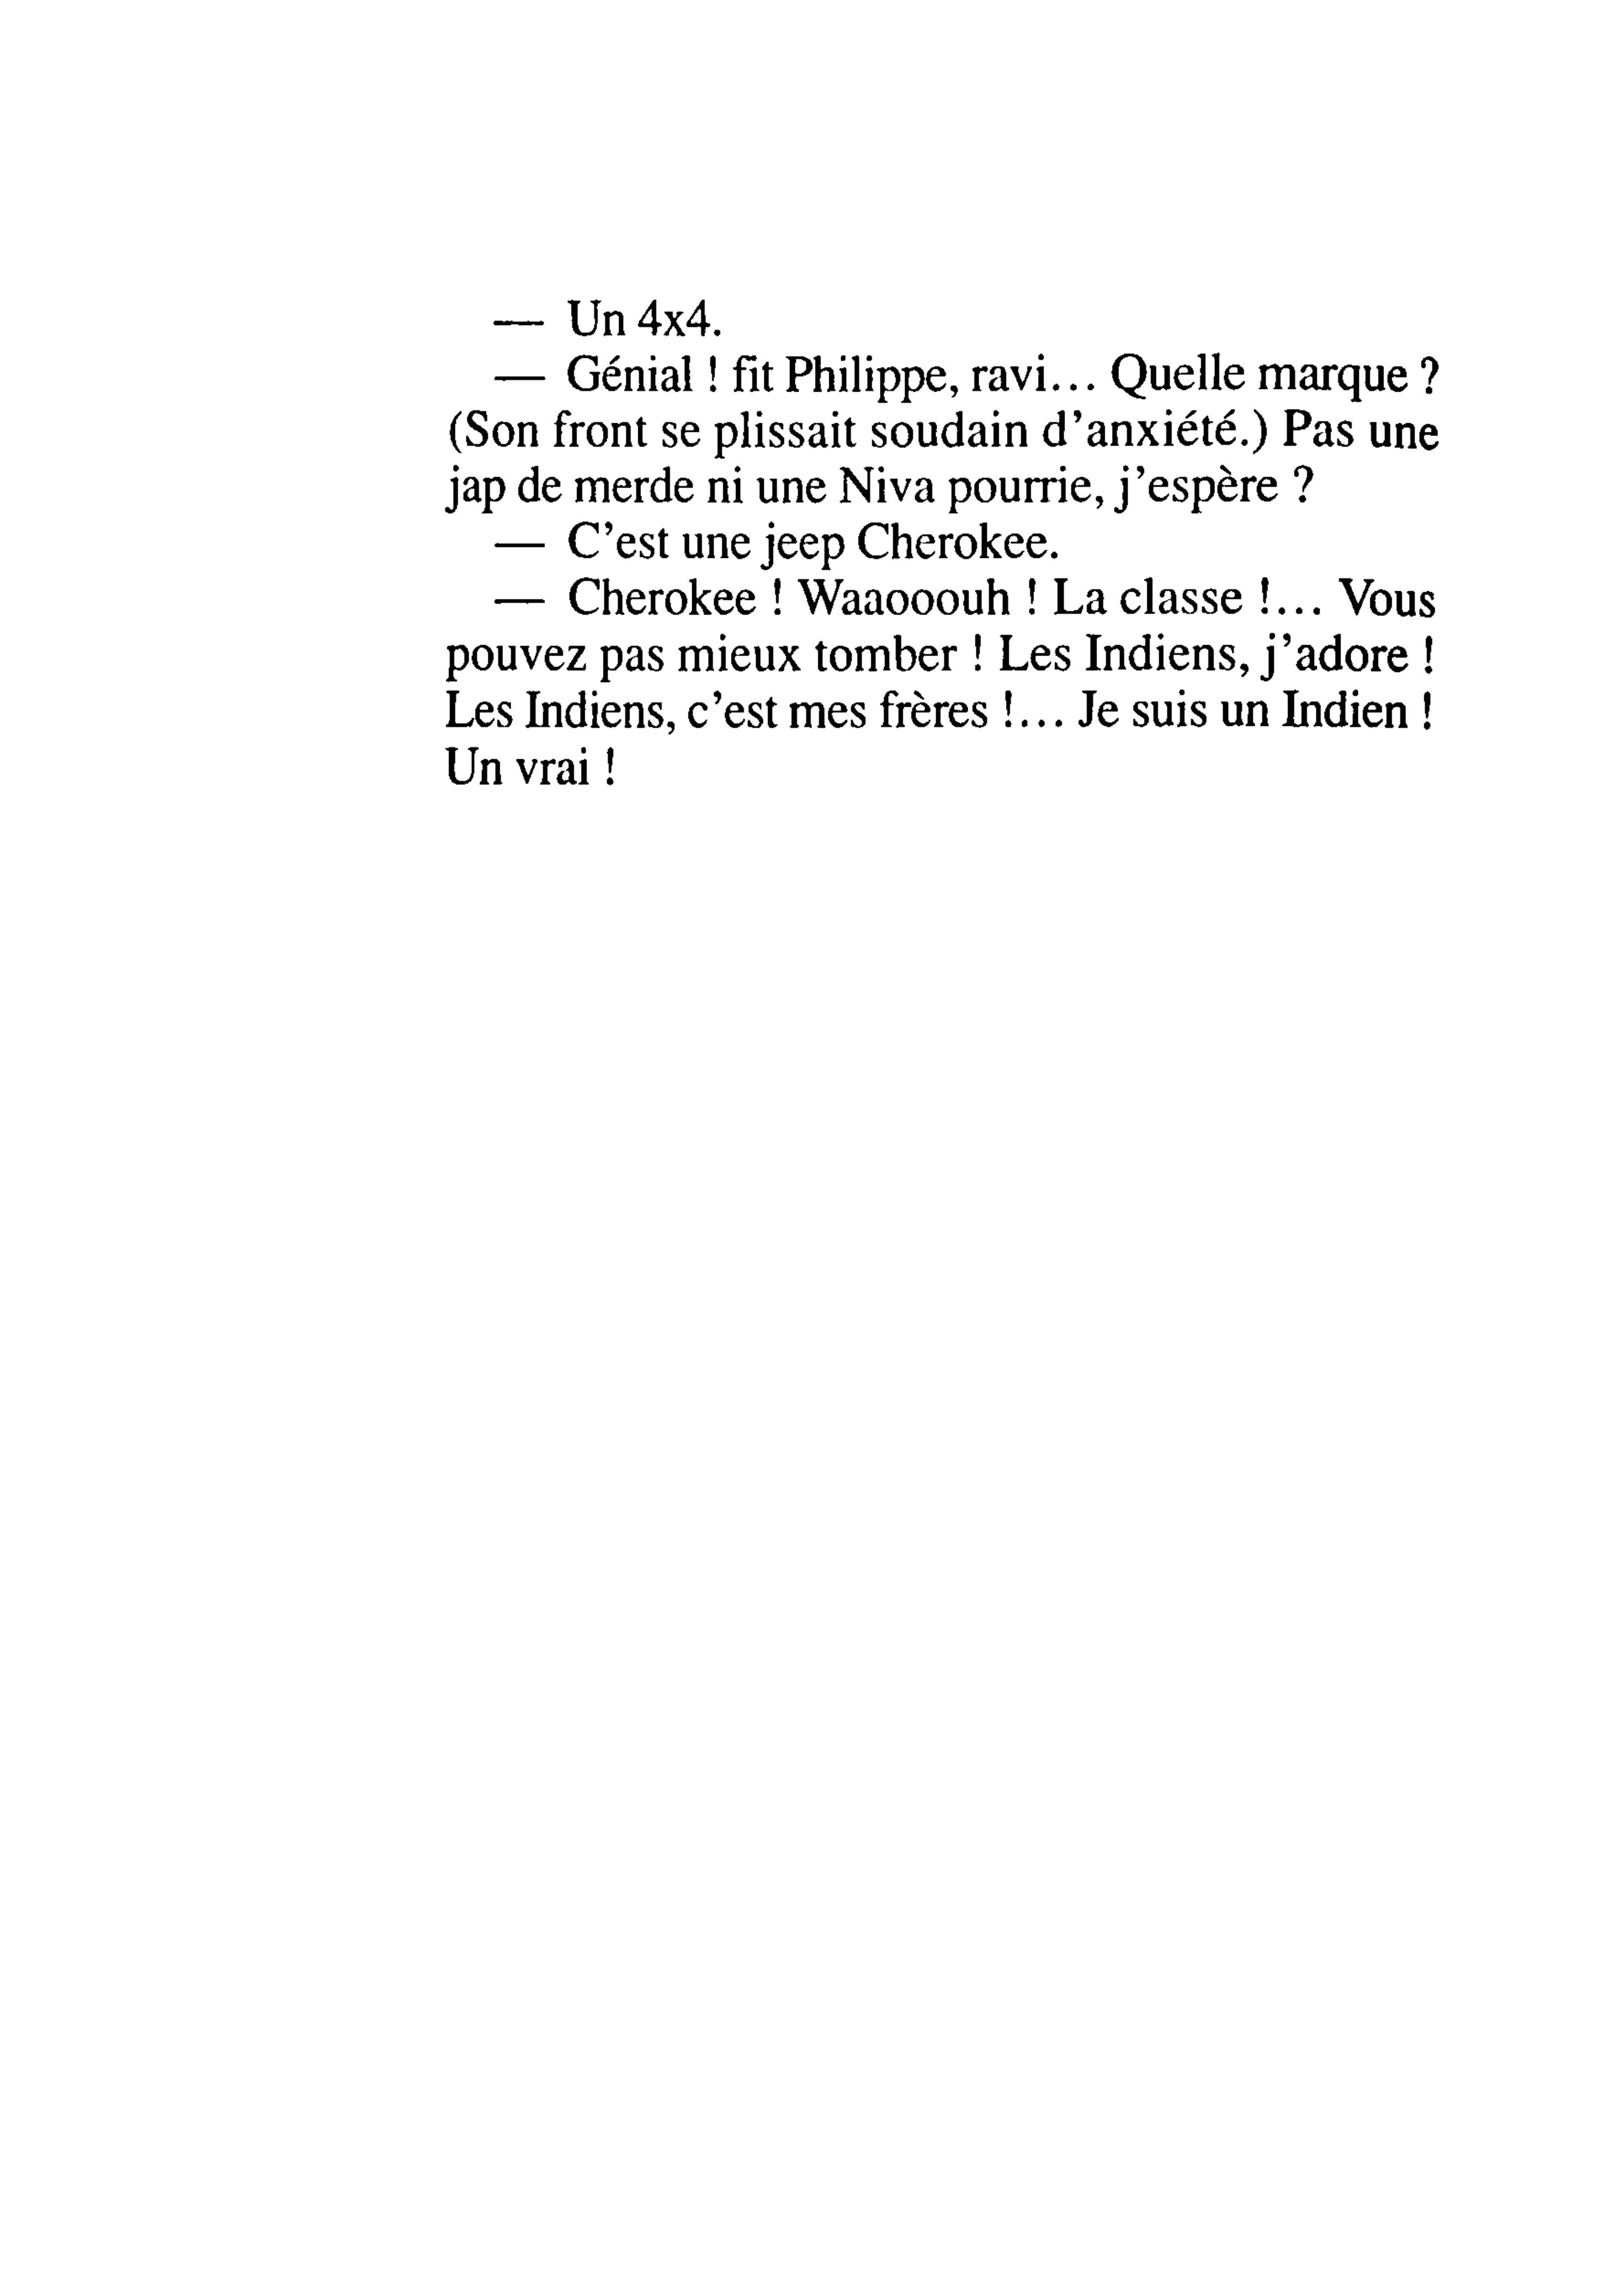 — Un 4x4.
— Génial ! fit Philippe, ravi... Quelle marque ?
(Son front se plissait soudain d'anxiété.) Pas une
jap de merde ni une Niva pourrie, j'espère ?
— C'est une jeep Cherokee.
— Cherokee ! Waaooouh ! La classe !... Vous
pouvez pas mieux tomber ! Les Indiens, j'adore !
Les Indiens, c'est mes frères !... Je suis un Indien !
Un vrai !